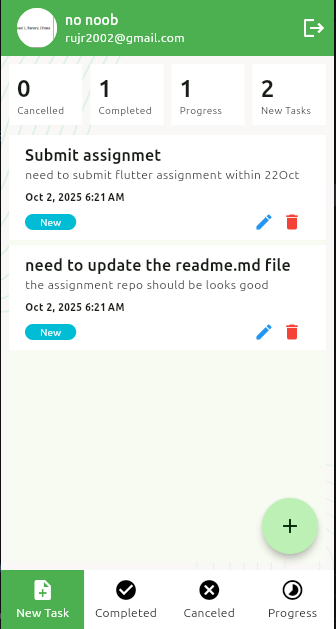 no noob
rujr2002@gmail.com
0 1 1 2
Cancelled Completed Progress New Tasks
Submit assignmet
need to submit flutter assignment within 22Oct
Oct 2, 2025 6:21 AM
New
need to update the readme.md file
the assignment repo should be looks good
Oct 2, 2025 6:21 AM
New
+
New Task Completed Canceled Progress